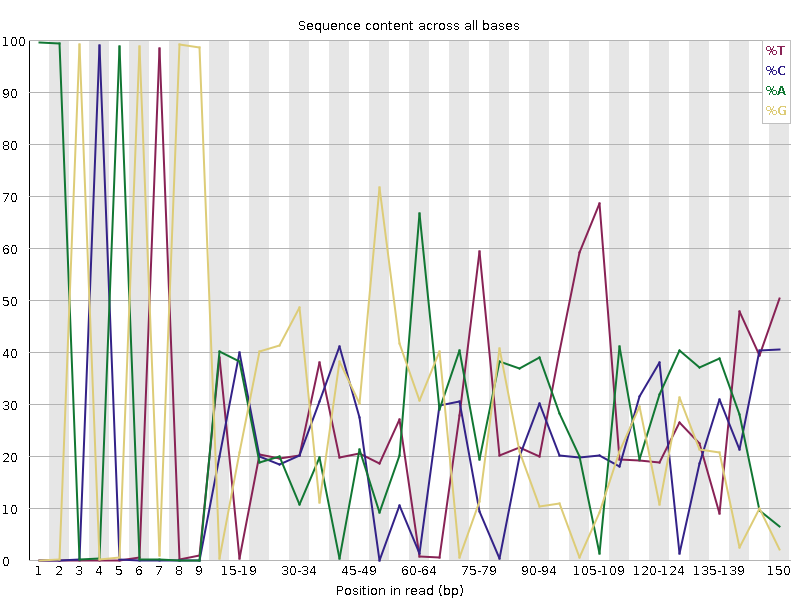 Sequence content across all bases
100
90
80
70
60
50
40
30
20
10
0
%T
%C
%A
%G
1 2 3 4 5 6 7 8 9 15-19 30-34 45-49 60-64 75-79 90-94 105-109 120-124 135-139 150
Position in read (bp)